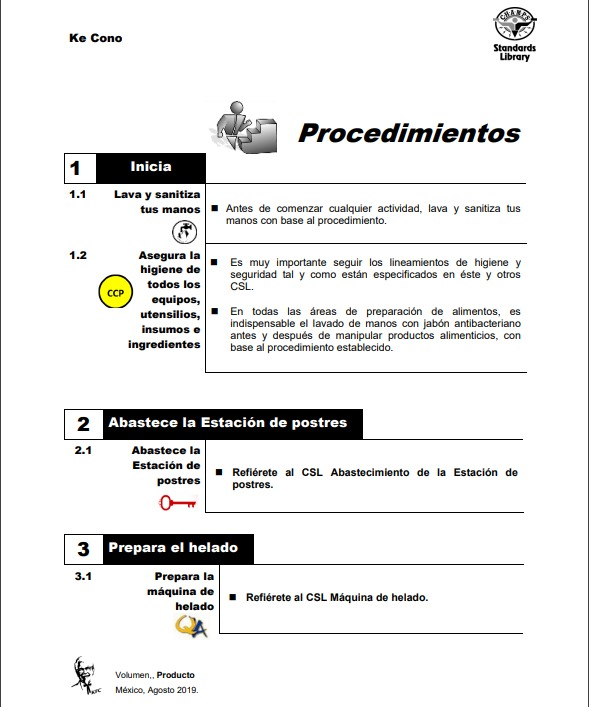 Ke Cono
CHAMPS
Standards
Library
Procedimientos
1 Inicia
1.1 Lava y sanitiza
tus manos
■ Antes de comenzar cualquier actividad, lava y sanitiza tus
manos con base al procedimiento.
1.2 Asegura la
higiene de
todos los
equipos,
utensilios,
insumos e
ingredientes
CCP
■ Es muy importante seguir los lineamientos de higiene y
seguridad tal y como están especificados en éste y otros
CSL.
■ En todas las áreas de preparación de alimentos, es
indispensable el lavado de manos con jabón antibacteriano
antes y después de manipular productos alimenticios, con
base al procedimiento establecido.
2 Abastece la Estación de postres
2.1 Abastece la
Estación de
postres
■ Refiérete al CSL Abastecimiento de la Estación de
postres.
3 Prepara el helado
3.1 Prepara la
máquina de
helado
QA
■ Refiérete al CSL Máquina de helado.
KFC
Volumen,, Producto
México, Agosto 2019.